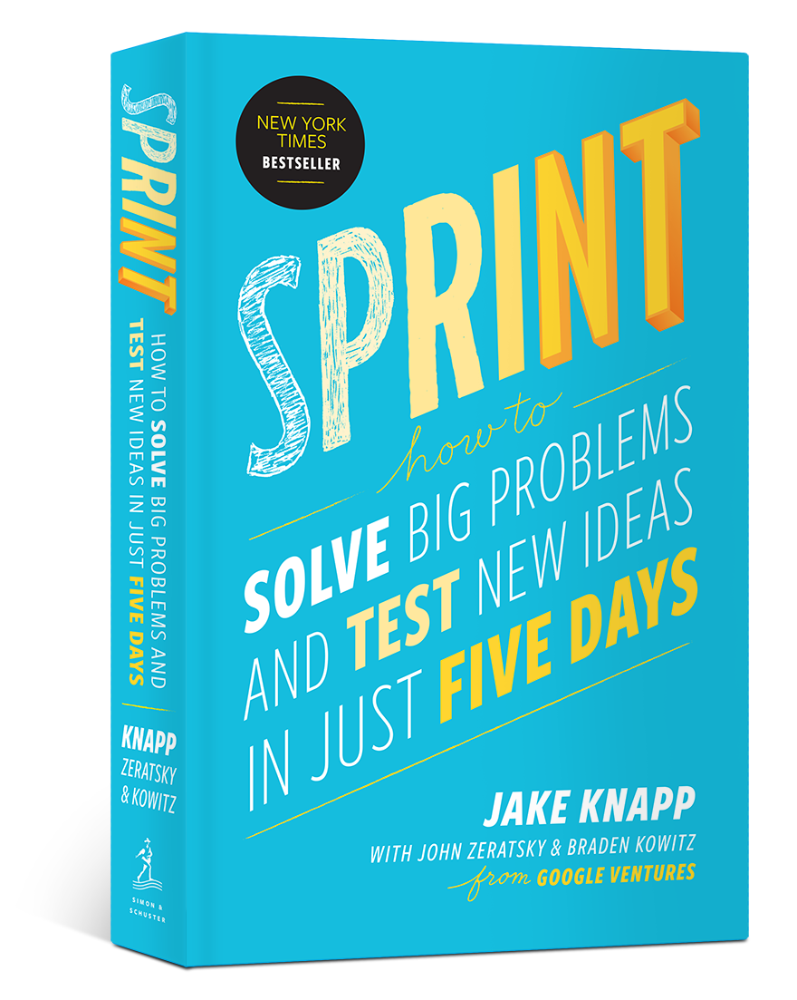 NEW YORK
TIMES
BESTSELLER
SPRINT
how to
SOLVE BIG PROBLEMS
AND TEST NEW IDEAS
IN JUST FIVE DAYS
JAKE KNAPP
WITH JOHN ZERATSKY & BRADEN KOWITZ
from GOOGLE VENTURES
SPRINT
HOW TO SOLVE BIG PROBLEMS AND
TEST NEW IDEAS IN JUST FIVE DAYS
KNAPP
ZERATSKY
& KOWITZ
SIMON &
SCHUSTER